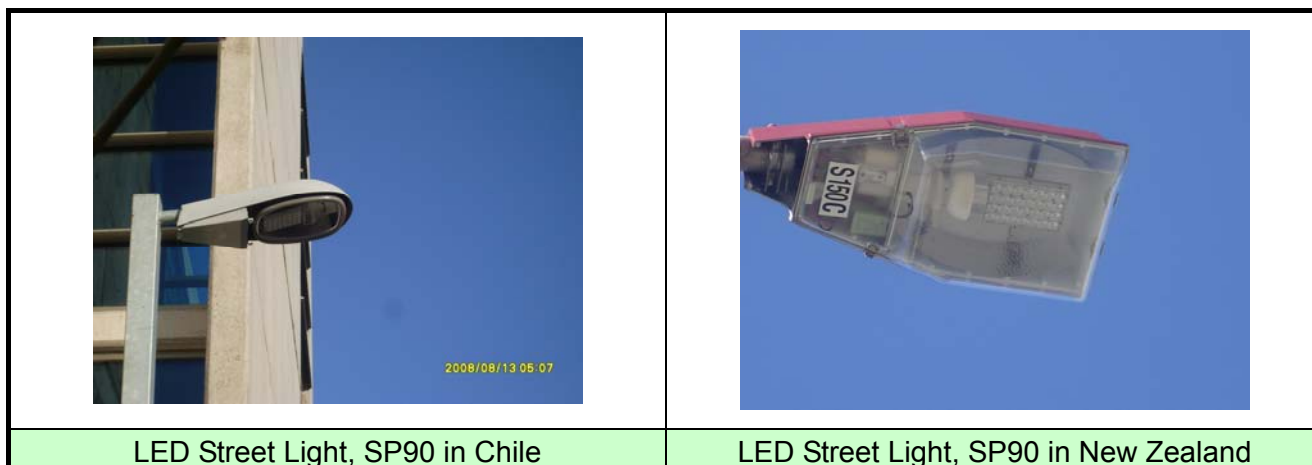 2008/08/13 05:07
S150C
LED Street Light, SP90 in Chile
LED Street Light, SP90 in New Zealand